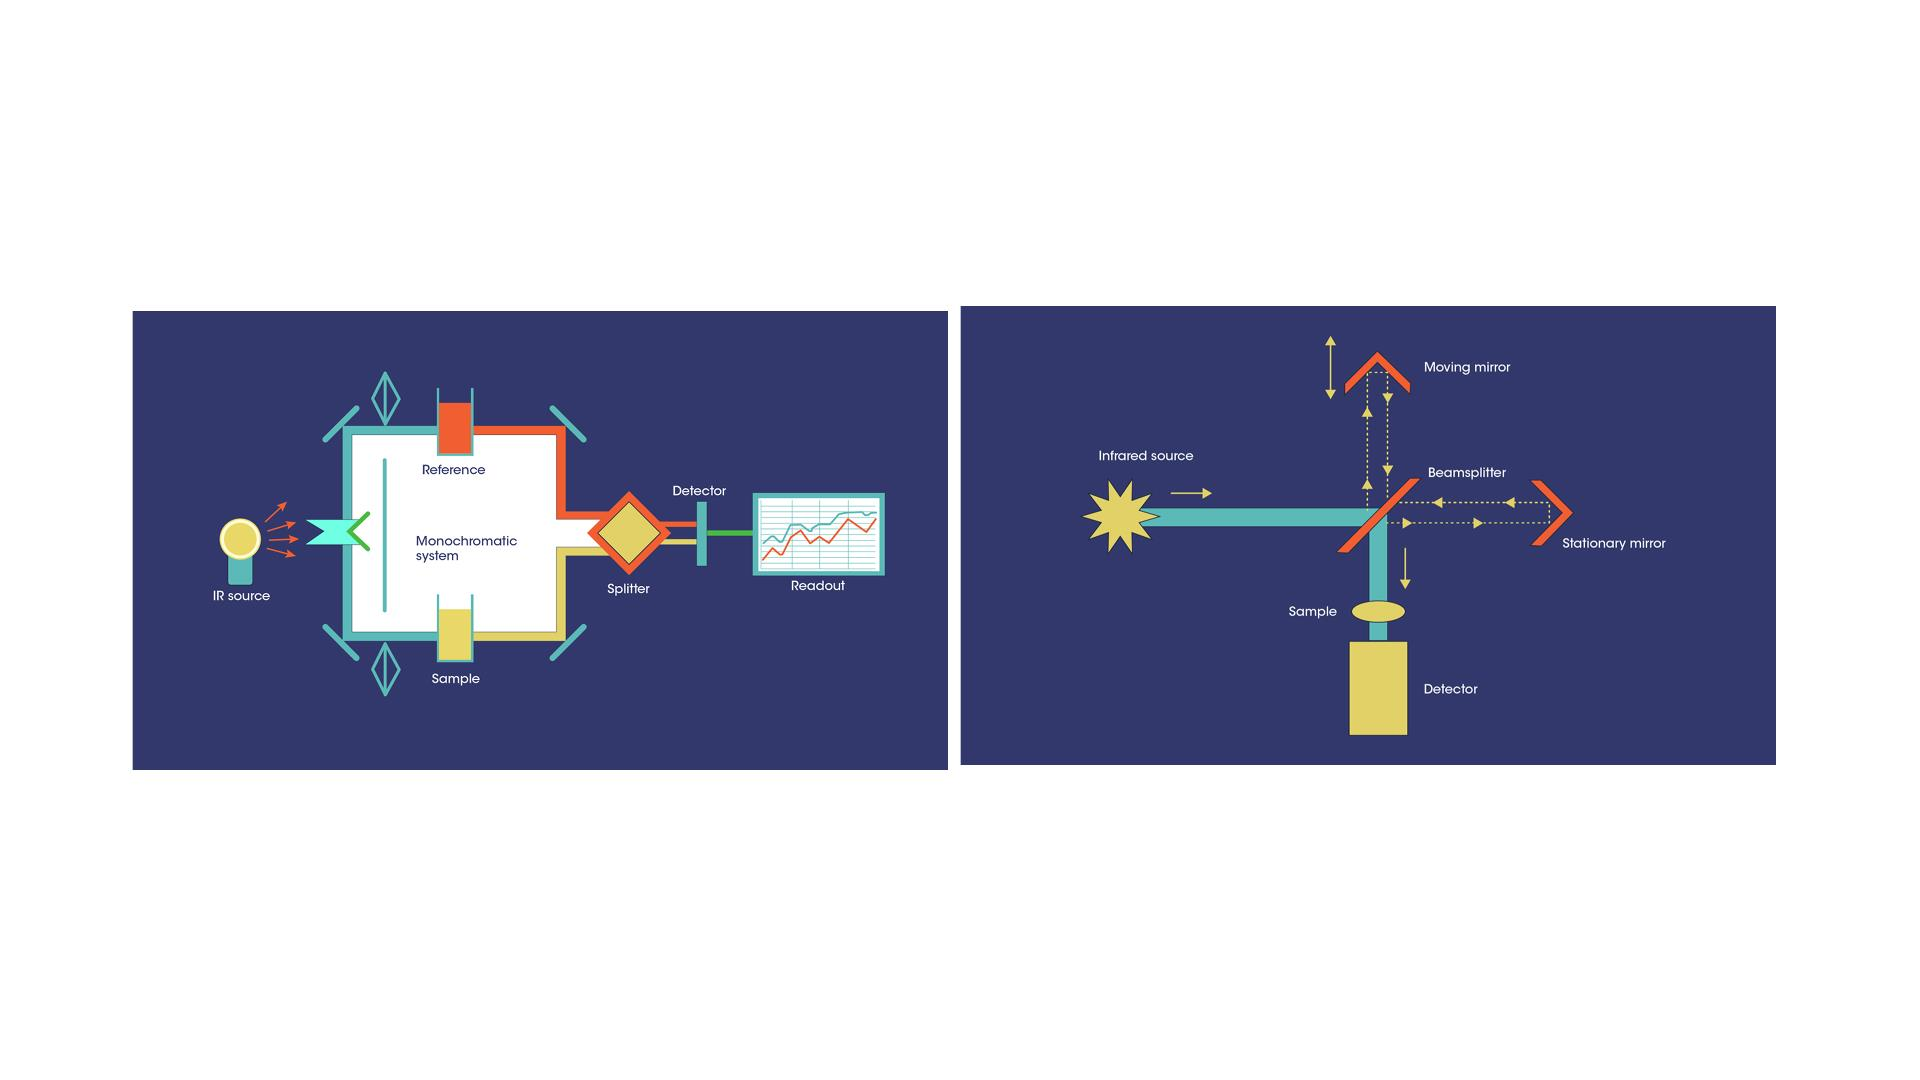 Reference
Detector
Monochromatic
system
IR source
Splitter
Readout
Sample
Moving mirror
Infrared source
Beamsplitter
Stationary mirror
Sample
Detector